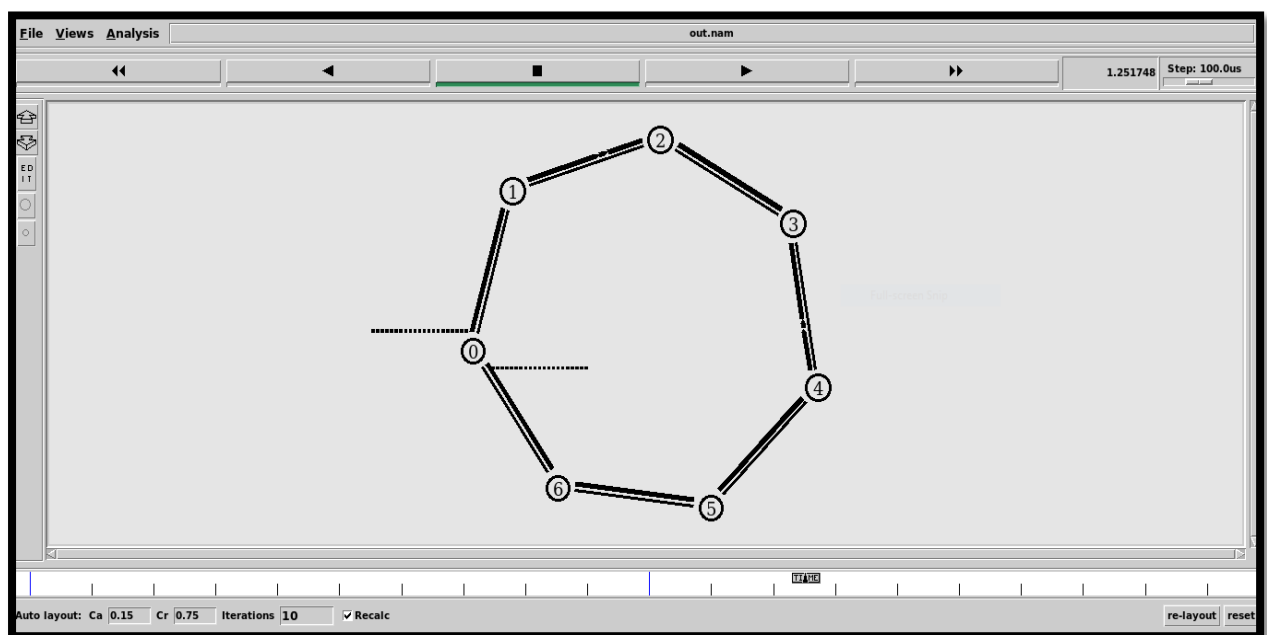 File Views Analysis out.nam
1.251748 Step: 100.0us
ED
IT
2
1
3
0
4
6
5
TIME
Auto layout: Ca 0.15 Cr 0.75 Iterations 10 Recalc re-layout reset